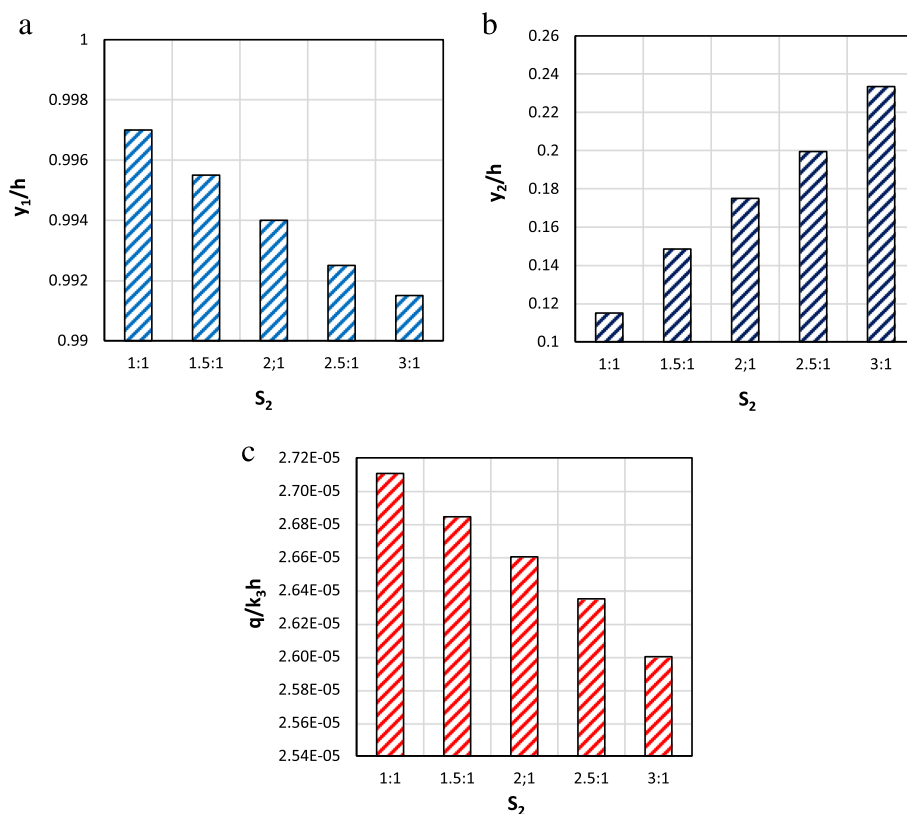 a
1
0.998
0.996
0.994
0.992
0.99
y1/h
1:1 1.5:1 2;1 2.5:1 3:1
S2
b
0.26
0.24
0.22
0.2
0.18
0.16
0.14
0.12
0.1
y2/h
1:1 1.5:1 2;1 2.5:1 3:1
S2
c
2.72E-05
2.70E-05
2.68E-05
2.66E-05
2.64E-05
2.62E-05
2.60E-05
2.58E-05
2.56E-05
2.54E-05
q/k3h
1:1 1.5:1 2;1 2.5:1 3:1
S2